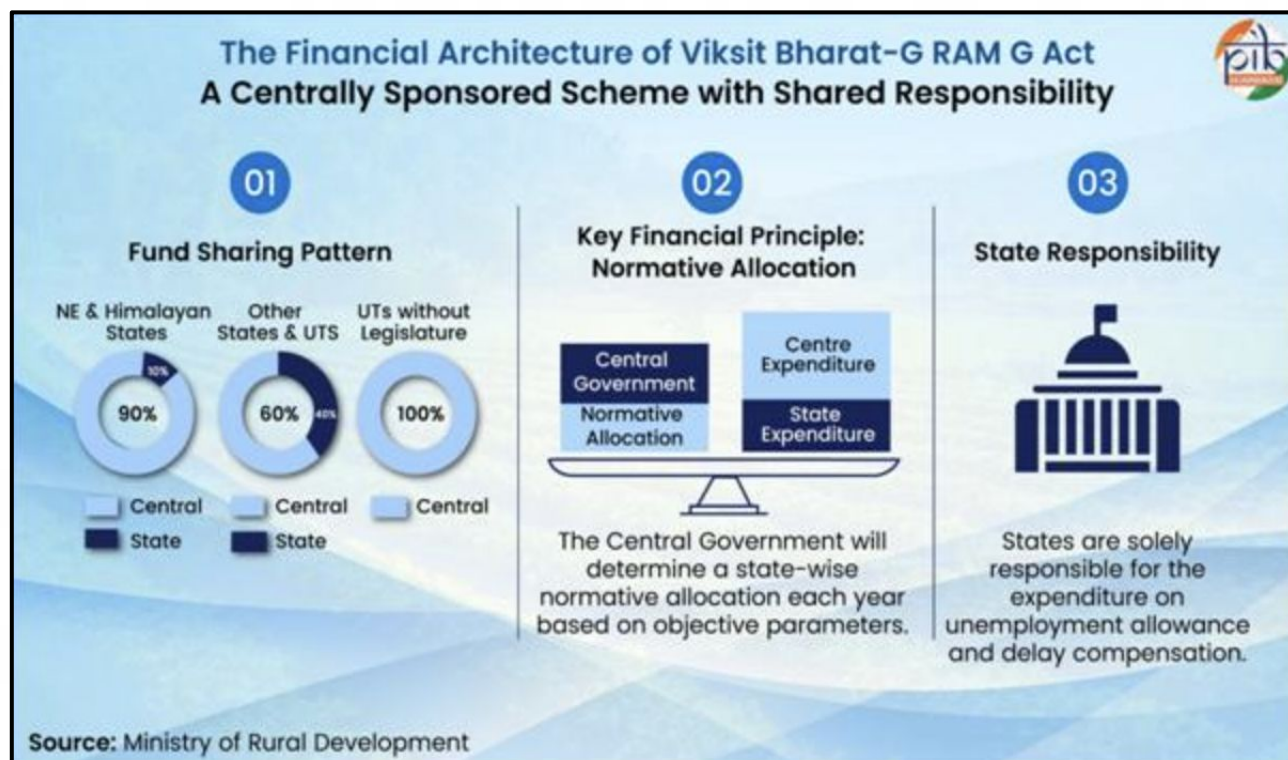 The Financial Architecture of Viksit Bharat-G RAM G Act
A Centrally Sponsored Scheme with Shared Responsibility
pib
01
Fund Sharing Pattern
NE & Himalayan
States
10%
90%
Central
State
Other
States & UTS
60%
40%
Central
State
UTs without
Legislature
100%
Central
02
Key Financial Principle:
Normative Allocation
Central
Government
Normative
Allocation
Centre
Expenditure
State
Expenditure
The Central Government will
determine a state-wise
normative allocation each year
based on objective parameters.
03
State Responsibility
States are solely
responsible for the
expenditure on
unemployment allowance
and delay compensation.
Source: Ministry of Rural Development